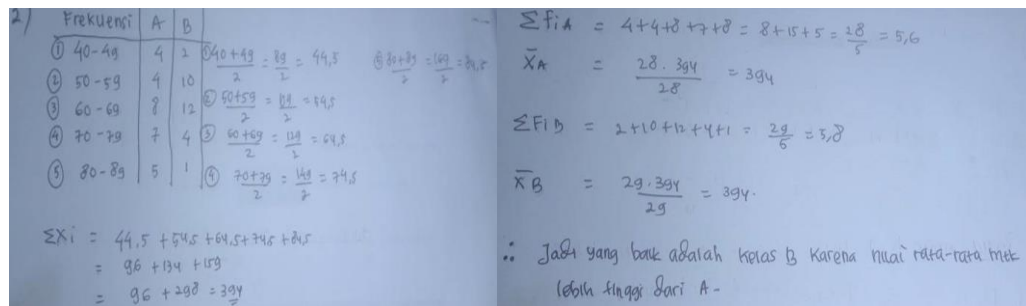 2)
Frekuensi | A | B
① 40-49 | 4 | 2
② 50-59 | 4 | 10
③ 60-69 | 8 | 12
④ 70-79 | 7 | 4
⑤ 80-89 | 5 | 1
① 40+49/2 = 89/2 = 44,5
② 50+59/2 = 109/2 = 54,5
③ 60+69/2 = 129/2 = 64,5
④ 70+79/2 = 149/2 = 74,5
⑤ 80+89/2 = 169/2 = 84,5
Σxi = 44,5 + 54,5 + 64,5 + 74,5 + 84,5
= 96 + 134 + 159
= 96 + 298 = 394
Σfi A = 4+4+8+7+8 = 8+15+5 = 28/5 = 5,6
X̄A = 28 . 394/28 = 394
Σfi B = 2+10+12+4+1 = 29/5 = 5,8
X̄B = 29 . 394/29 = 394.
∴ Jadi yang baik adalah kelas B karena nilai rata-rata mtk
lebih tinggi dari A -